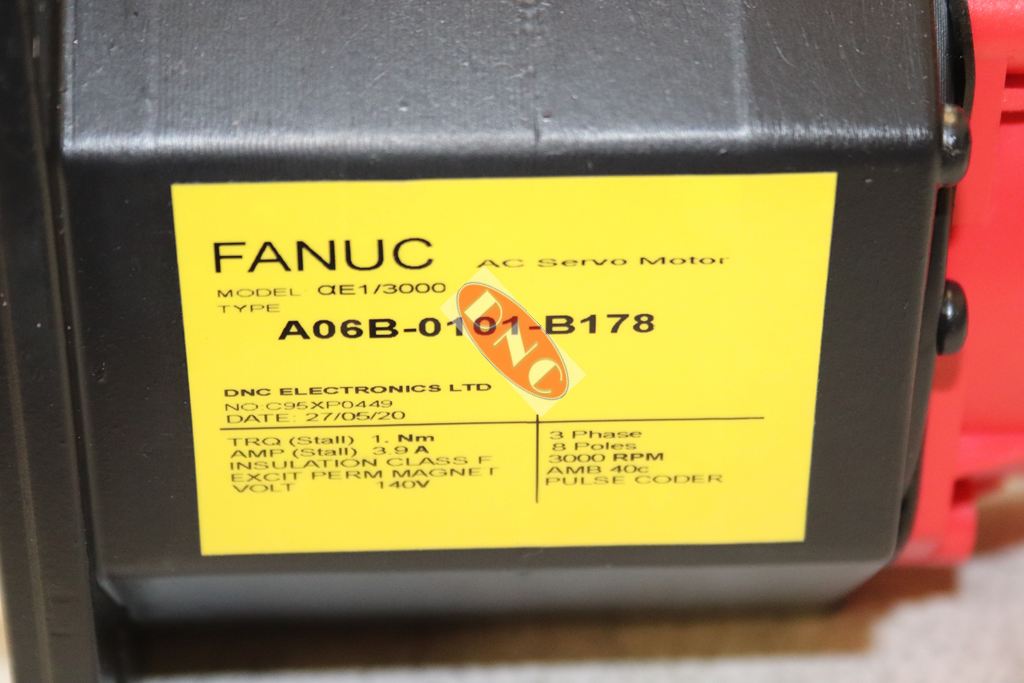 FANUC AC Servo Motor
MODEL αE1/3000
TYPE
A06B-0101-B178
DNC
DNC ELECTRONICS LTD
NO C95XP0449
DATE: 27/05/20
TRQ (Stall) 1. Nm
AMP (Stall) 3.9 A
INSULATION CLASS F
EXCIT PERM MAGNET
VOLT 140V
3 Phase
8 Poles
3000 RPM
AMB 40c
PULSE CODER